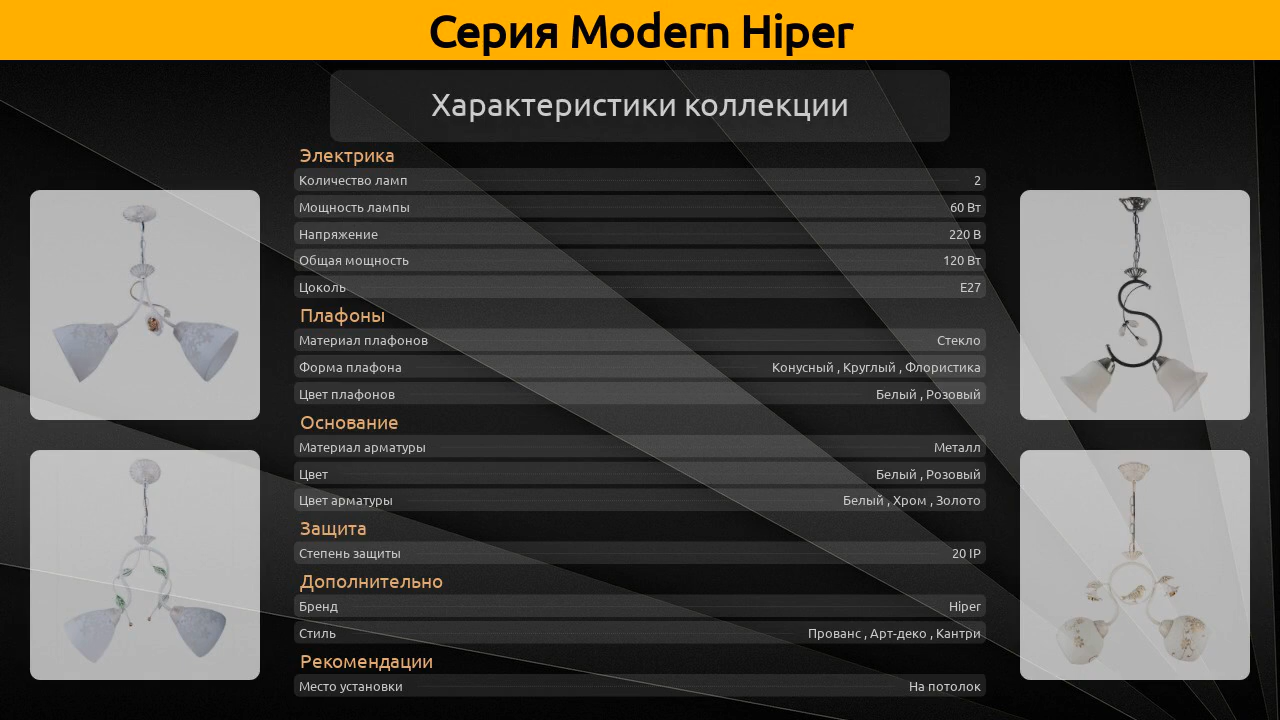 Серия Modern Hiper
Характеристики коллекции
Электрика
Количество ламп 2
Мощность лампы 60 Вт
Напряжение 220 В
Общая мощность 120 Вт
Цоколь E27
Плафоны
Материал плафонов Стекло
Форма плафона Конусный , Круглый , Флористика
Цвет плафонов Белый , Розовый
Основание
Материал арматуры Металл
Цвет Белый , Розовый
Цвет арматуры Белый , Хром , Золото
Защита
Степень защиты 20 IP
Дополнительно
Бренд Hiper
Стиль Прованс , Арт-деко , Кантри
Рекомендации
Место установки На потолок